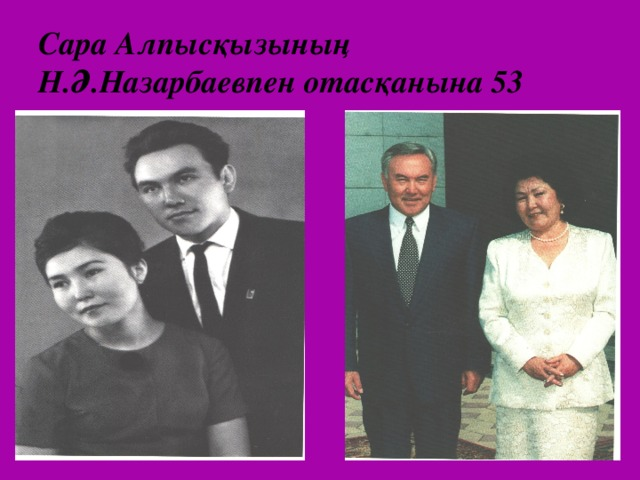 Сара Алпысқызының
Н.Ә.Назарбаевпен отасқанына 53